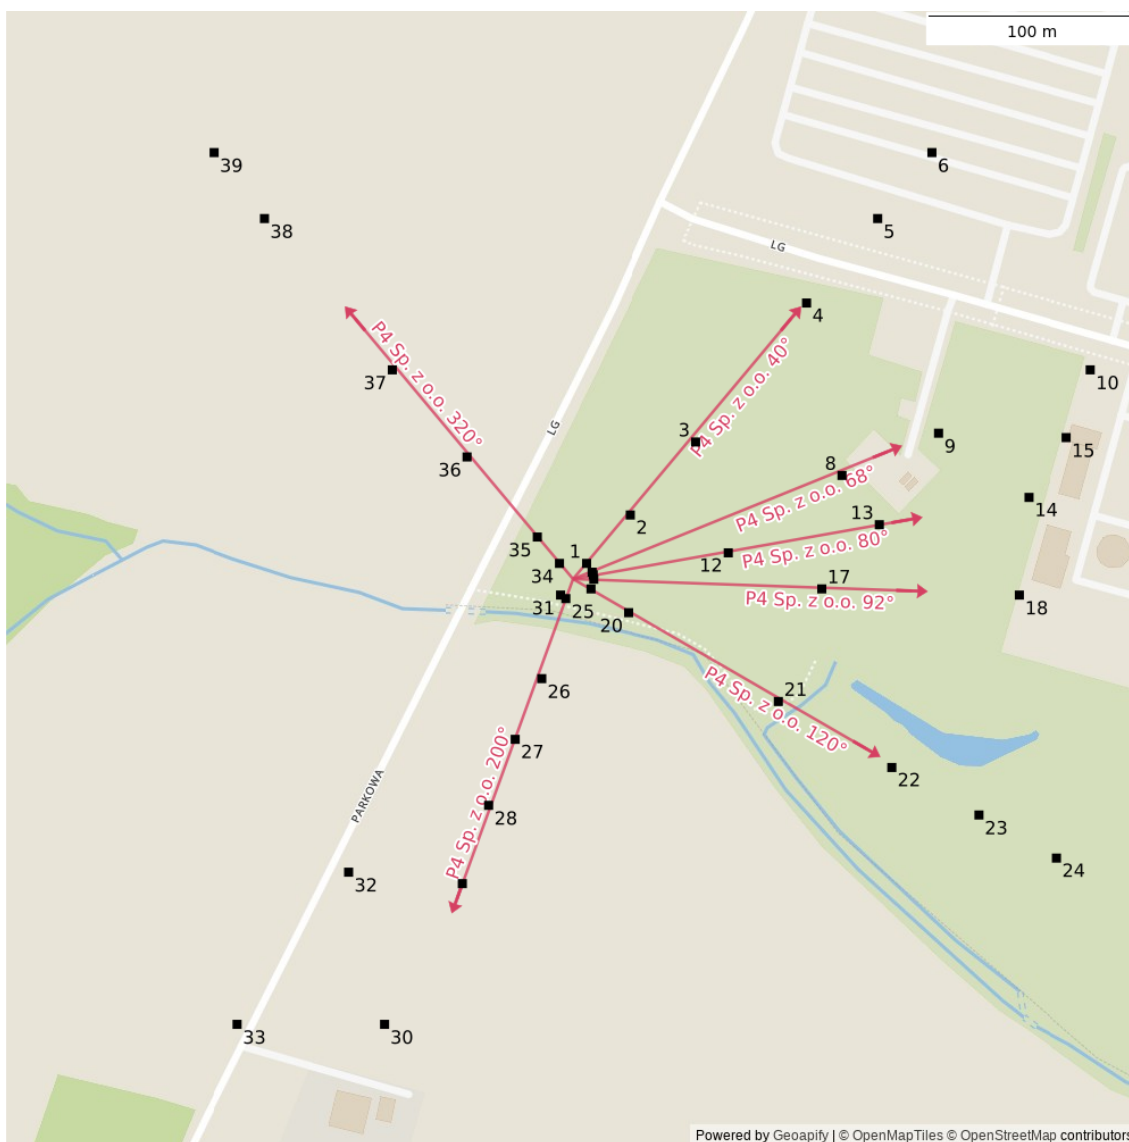 100 m
39
6
38
5
LG
4
P4 Sp. z o.o. 320°
P4 Sp. z o.o. 40°
37
10
3
LG
9
15
36
8
P4 Sp. z o.o. 68°
14
2
13
35
12
P4 Sp. z o.o. 80°
1
34
17
31
25
P4 Sp. z o.o. 92°
18
20
26
21
P4 Sp. z o.o. 120°
27
P4 Sp. z o.o. 200°
22
PARKOWA
28
23
24
32
33
30
Powered by Geoapify | © OpenMapTiles © OpenStreetMap contributors